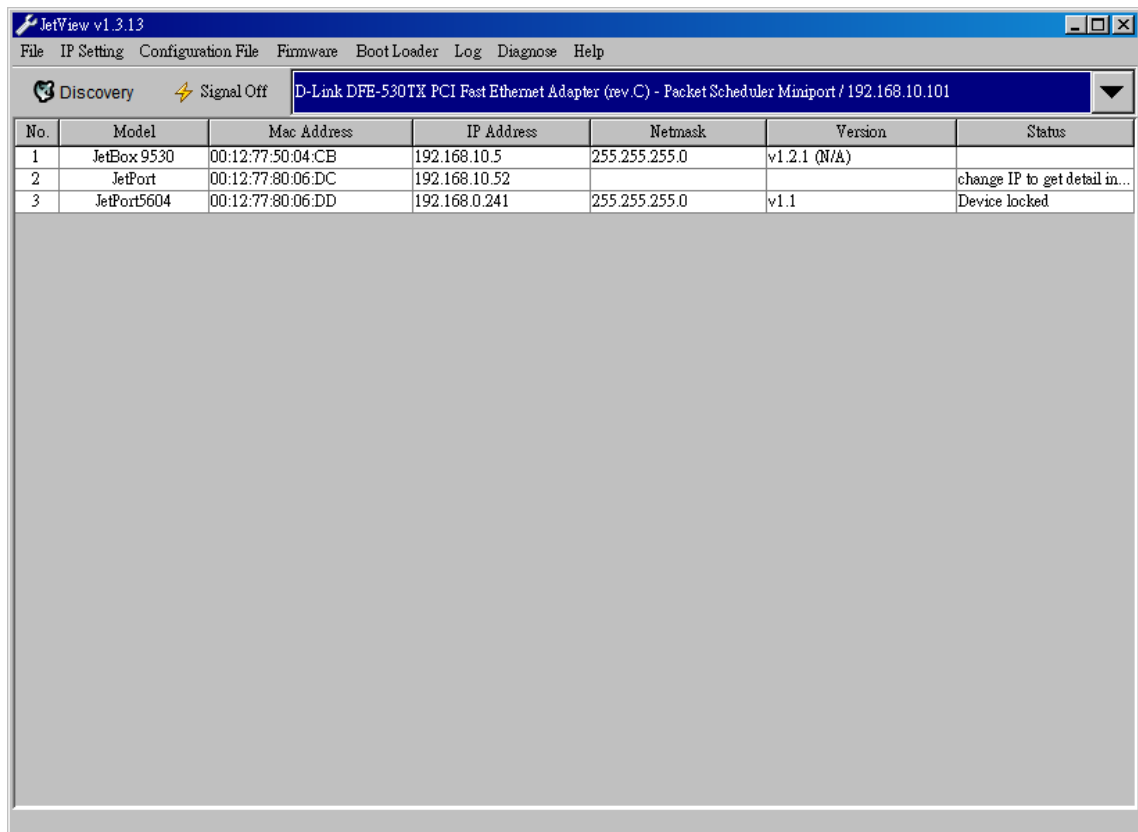 JetView v1.3.13
File IP Setting Configuration File Firmware Boot Loader Log Diagnose Help
Discovery Signal Off D-Link DFE-530TX PCI Fast Ethernet Adapter (rev.C) - Packet Scheduler Miniport / 192.168.10.101
No. Model Mac Address IP Address Netmask Version Status
1 JetBox 9530 00:12:77:50:04:CB 192.168.10.5 255.255.255.0 v1.2.1 (N/A)
2 JetPort 00:12:77:80:06:DC 192.168.10.52 change IP to get detail in...
3 JetPort5604 00:12:77:80:06:DD 192.168.0.241 255.255.255.0 v1.1 Device locked